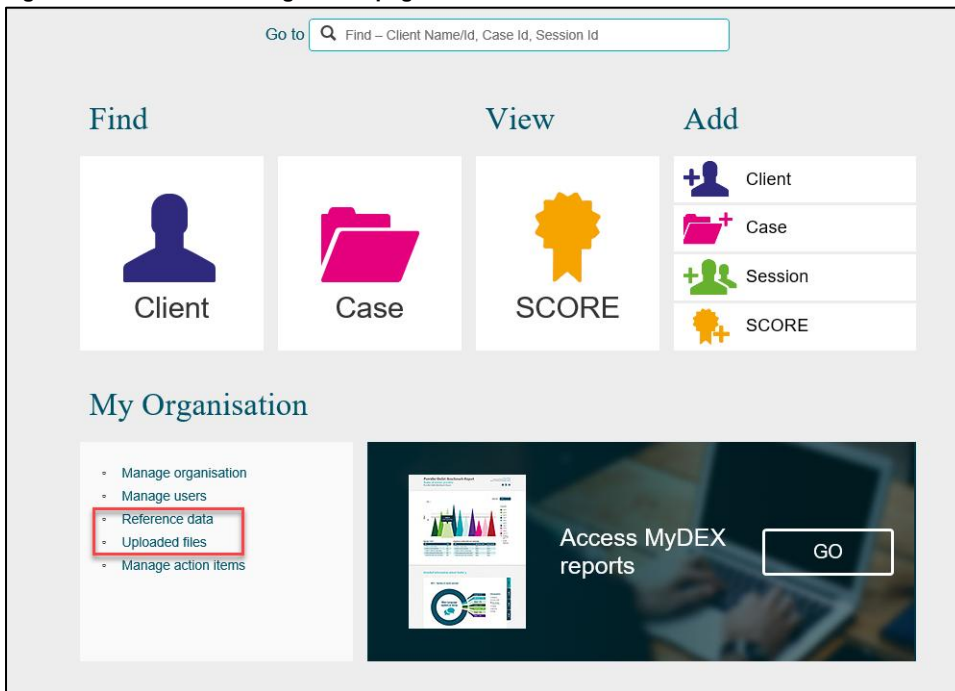 Go to Find – Client Name/Id, Case Id, Session Id
Find
View
Add
Client
Case
SCORE
Client
Case
Session
SCORE
My Organisation
Manage organisation
Manage users
Reference data
Uploaded files
Manage action items
Access MyDEX
reports
GO